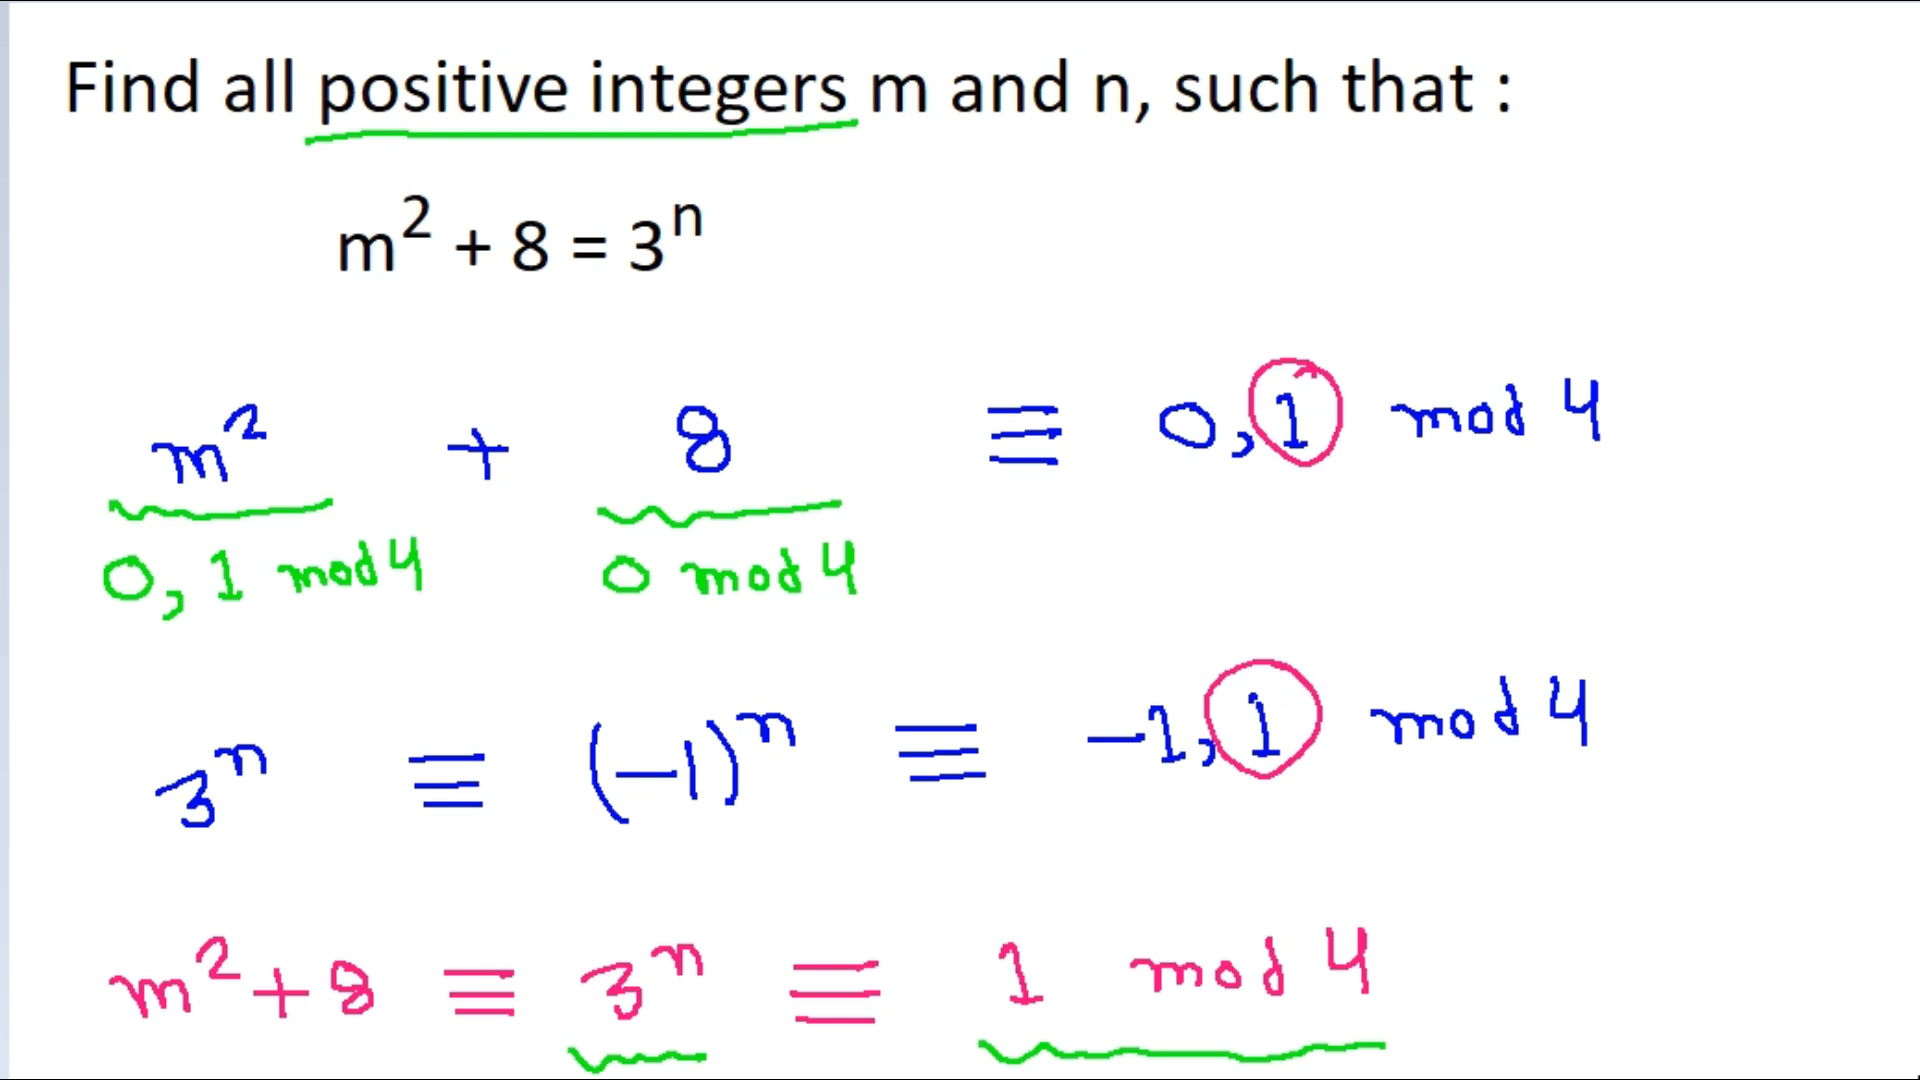 Find all positive integers m and n, such that :
m² + 8 = 3ⁿ
m² + 8 ≡ 0, 1 mod 4
0, 1 mod 4 0 mod 4
3ⁿ ≡ (-1)ⁿ ≡ -1, 1 mod 4
m² + 8 ≡ 3ⁿ ≡ 1 mod 4